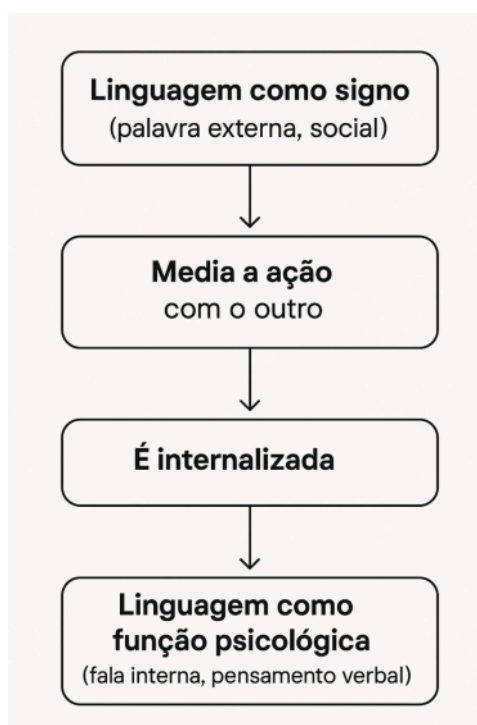 Linguagem como signo
(palavra externa, social)
Media a ação
com o outro
É internalizada
Linguagem como
função psicológica
(fala interna, pensamento verbal)